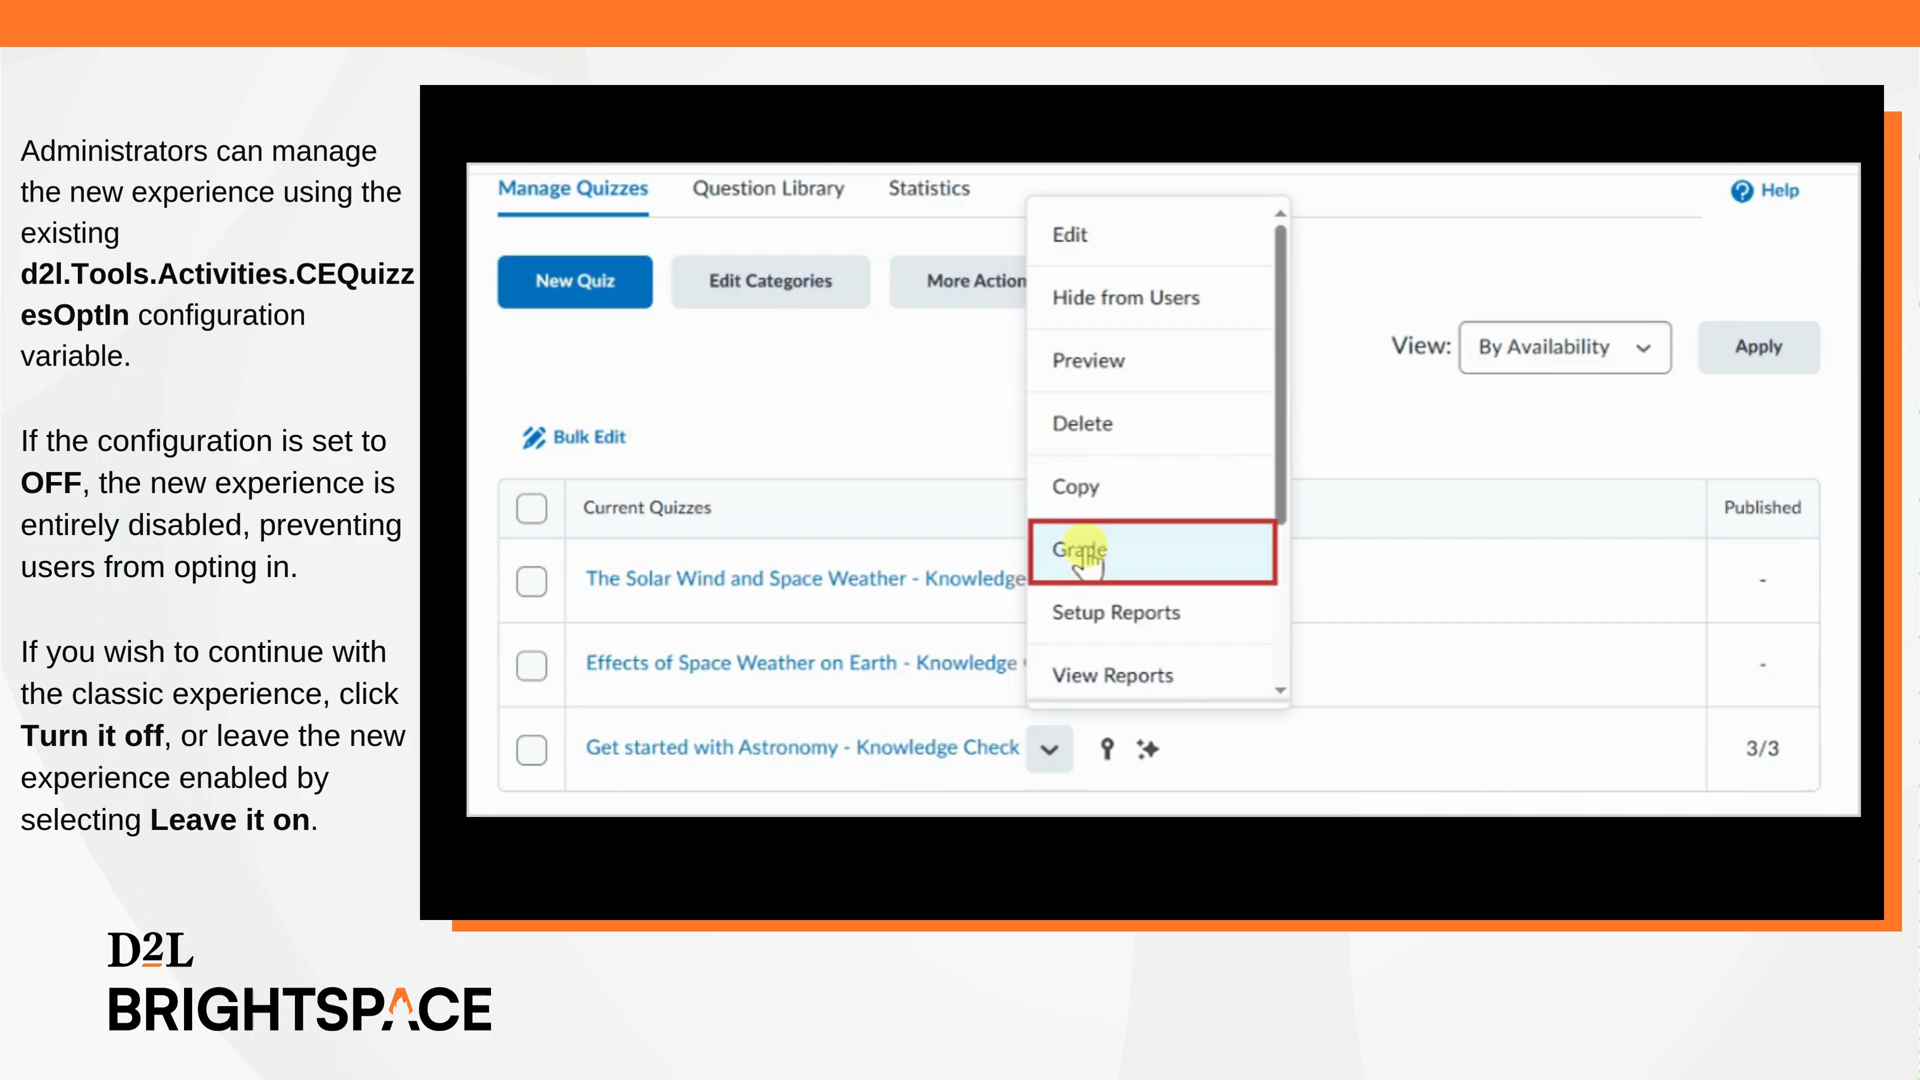 Administrators can manage
the new experience using the
existing
d2l.Tools.Activities.CEQuizz
esOptIn configuration
variable.
If the configuration is set to
OFF, the new experience is
entirely disabled, preventing
users from opting in.
If you wish to continue with
the classic experience, click
Turn it off, or leave the new
experience enabled by
selecting Leave it on.
Manage Quizzes Question Library Statistics
Help
New Quiz Edit Categories More Action
View: By Availability Apply
Bulk Edit
Edit
Hide from Users
Preview
Delete
Copy
Grade
Setup Reports
View Reports
Current Quizzes Published
The Solar Wind and Space Weather - Knowledge -
Effects of Space Weather on Earth - Knowledge -
Get started with Astronomy - Knowledge Check 3/3
D2L
BRIGHTSPACE